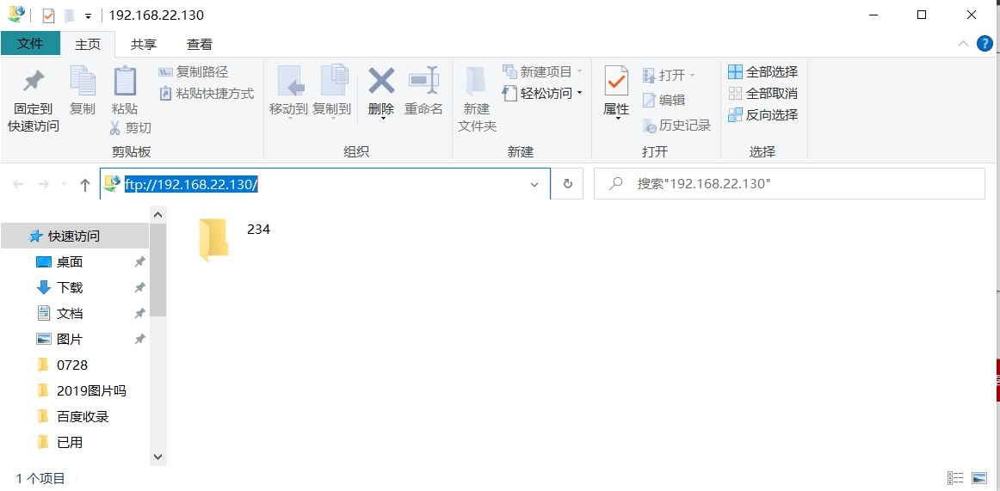 192.168.22.130
文件 主页 共享 查看
固定到快速访问
复制
粘贴
复制路径
粘贴快捷方式
剪切
剪贴板
移动到
复制到
删除
重命名
组织
新建文件夹
新建项目
轻松访问
新建
属性
打开
编辑
历史记录
打开
全部选择
全部取消
反向选择
选择
ftp://192.168.22.130/
搜索"192.168.22.130"
快速访问
桌面
下载
文档
图片
0728
2019图片吗
百度收录
已用
234
1 个项目